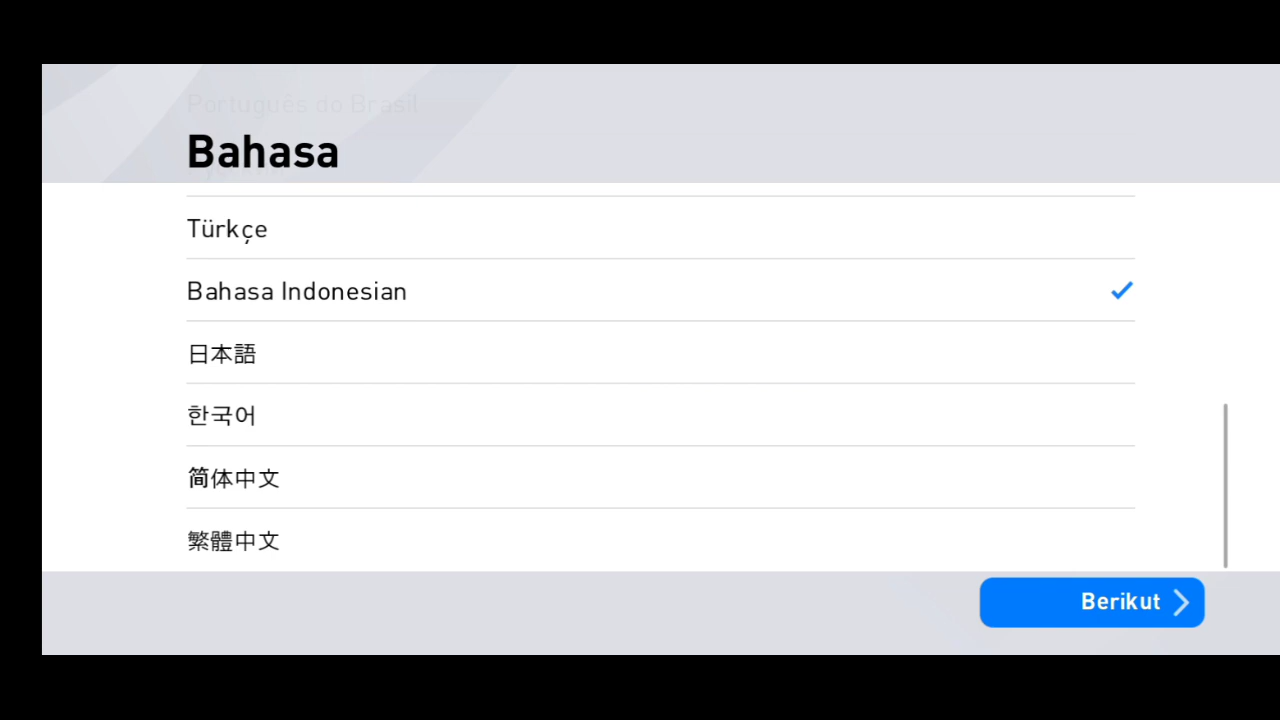 Português do Brasil
Bahasa
Türkçe
Bahasa Indonesian
日本語
한국어
简体中文
繁體中文
Berikut